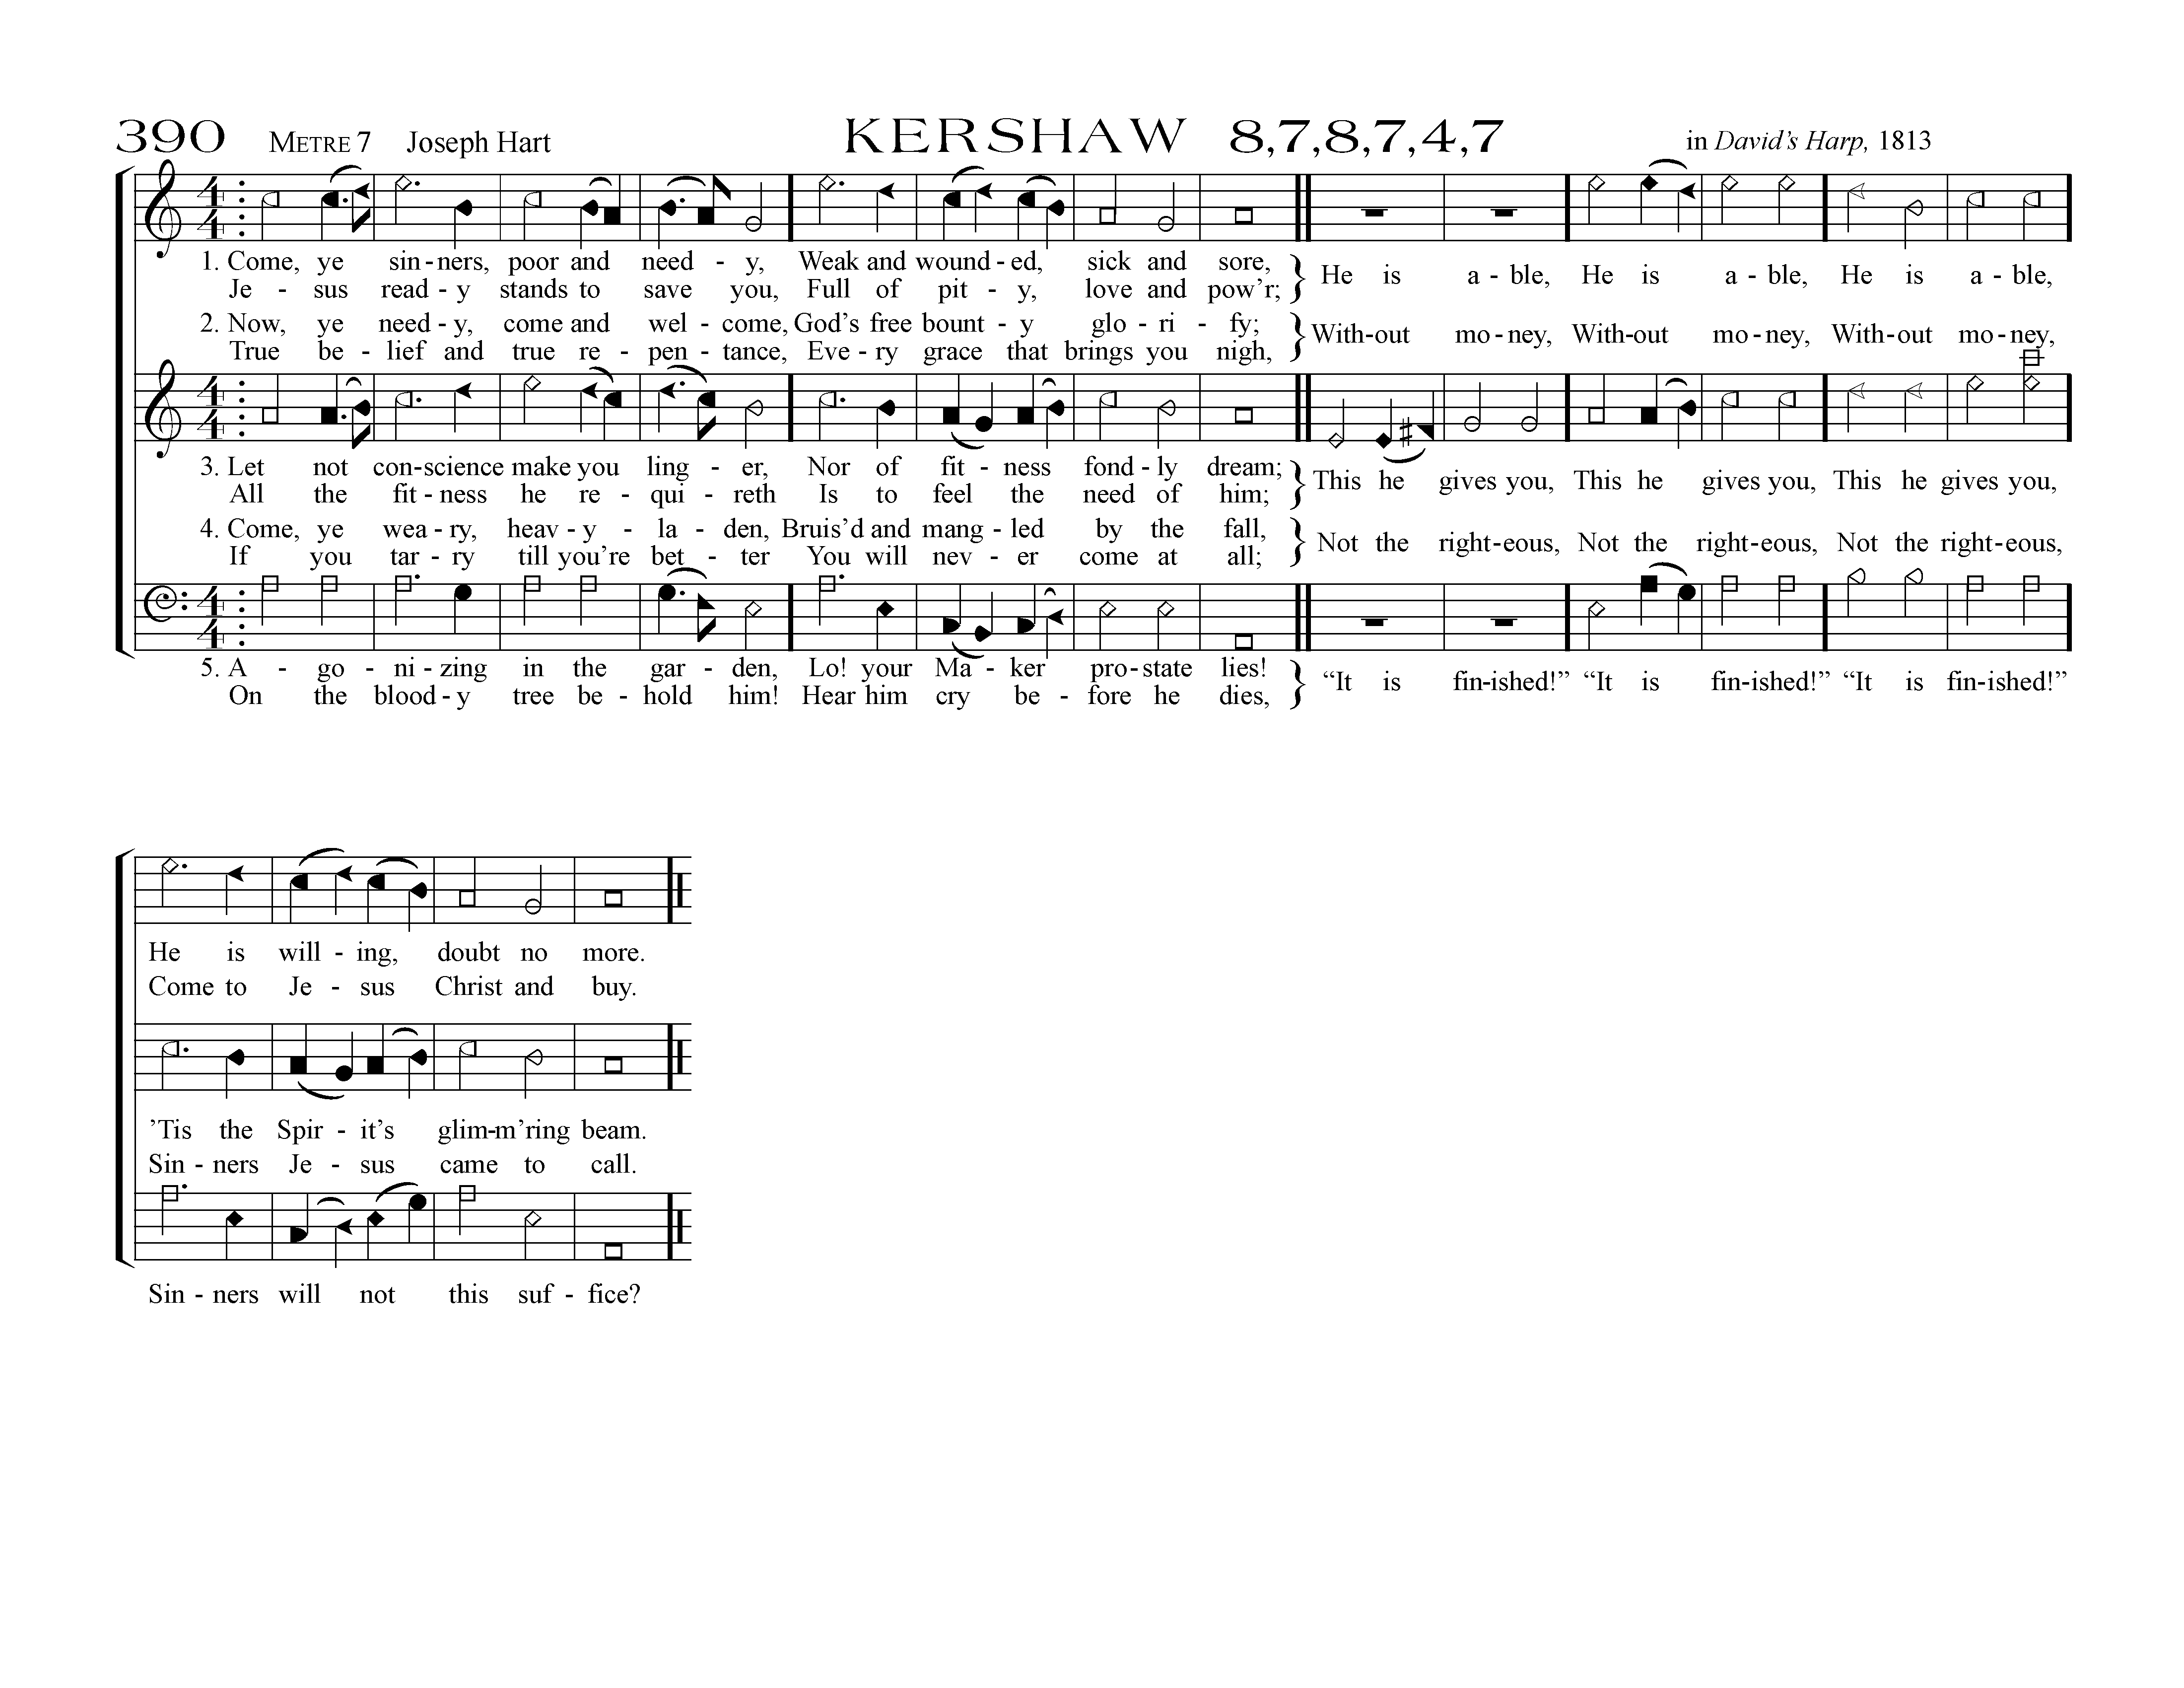 390 METRE 7 Joseph Hart KERSHAW 8,7,8,7,4,7 in David's Harp, 1813
1. Come, ye sin - ners, poor and need - y, Weak and wound - ed, sick and sore,
Je - sus read - y stands to save you, Full of pit - y, love and pow'r;
} He is a - ble, He is a - ble, He is a - ble,
2. Now, ye need - y, come and wel - come, God's free bount - y glo - ri - fy;
True be - lief and true re - pen - tance, Eve - ry grace that brings you nigh,
} With-out mo - ney, With-out mo - ney, With-out mo - ney,
3. Let not con - science make you ling - er, Nor of fit - ness fond - ly dream;
All the fit - ness he re - qui - reth Is to feel the need of him;
} This he gives you, This he gives you, This he gives you,
4. Come, ye wea - ry, heav - y - la - den, Bruis'd and mang - led by the fall,
If you tar - ry till you're bet - ter You will nev - er come at all;
} Not the right - eous, Not the right - eous, Not the right - eous,
5. A - go - ni - zing in the gar - den, Lo! your Ma - ker pro - state lies!
On the blood - y tree be - hold him! Hear him cry be - fore he dies,
} “It is fin - ished!” “It is fin - ished!” “It is fin - ished!”
He is will - ing, doubt no more.
Come to Je - sus Christ and buy.
’Tis the Spir - it’s glim - m’ring beam.
Sin - ners Je - sus came to call.
Sin - ners will not this suf - fice?